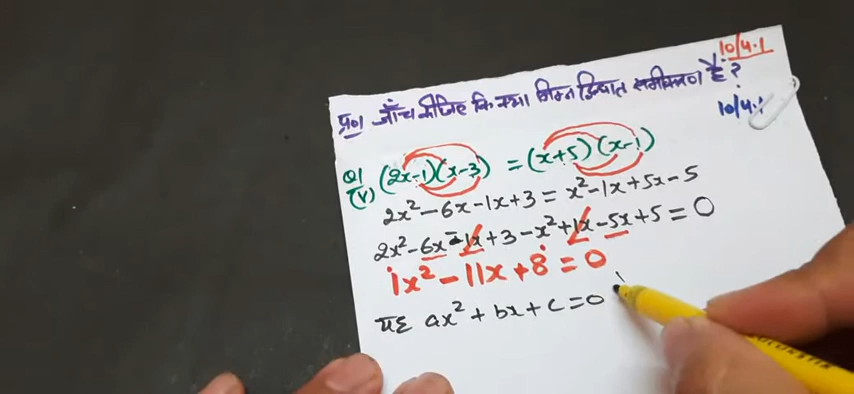 10/4.1
प्रश्न जाँच कीजिए कि क्या निम्न द्विघात समीकरण है?
10/4.1
Q1 (2x-1)(x-3) = (x+5)(x-1)
(V)
2x²-6x-1x+3 = x²-1x+5x-5
2x²-6x-1x+3-x²+1x-5x+5=0
1x²-11x+8=0
यह ax²+bx+c=0